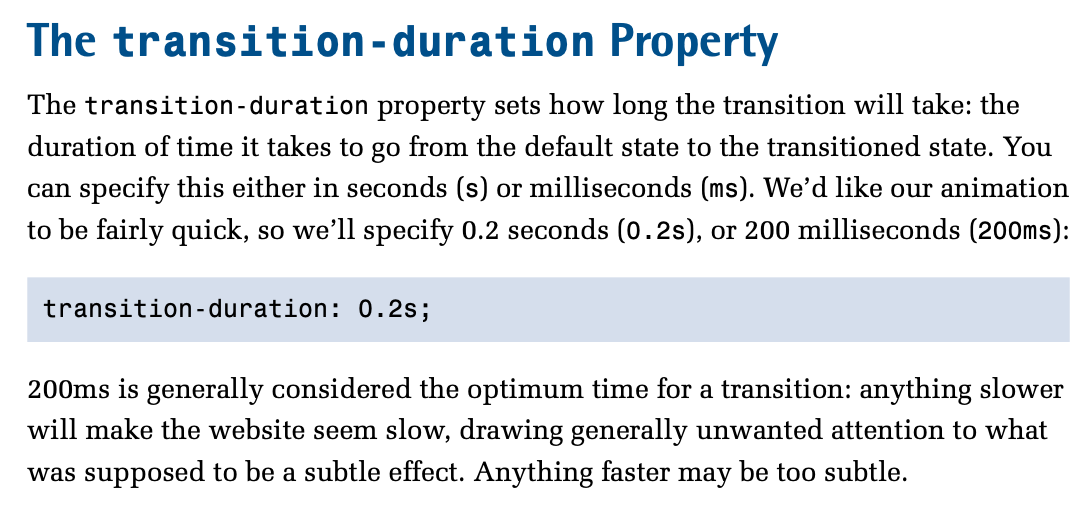 The transition-duration Property
The transition-duration property sets how long the transition will take: the
duration of time it takes to go from the default state to the transitioned state. You
can specify this either in seconds (s) or milliseconds (ms). We’d like our animation
to be fairly quick, so we’ll specify 0.2 seconds (0.2s), or 200 milliseconds (200ms):
transition-duration: 0.2s;
200ms is generally considered the optimum time for a transition: anything slower
will make the website seem slow, drawing generally unwanted attention to what
was supposed to be a subtle effect. Anything faster may be too subtle.